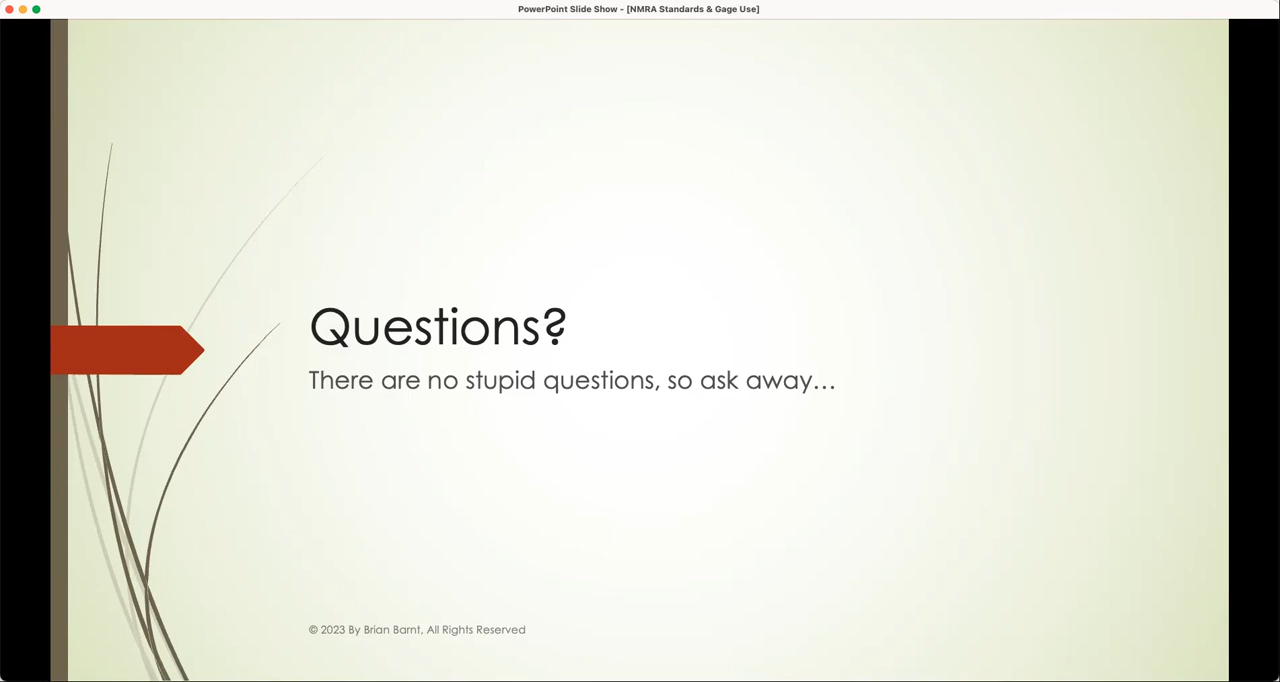 PowerPoint Slide Show - [NMRA Standards & Gage Use]
Questions?
There are no stupid questions, so ask away…
© 2023 By Brian Barnt, All Rights Reserved